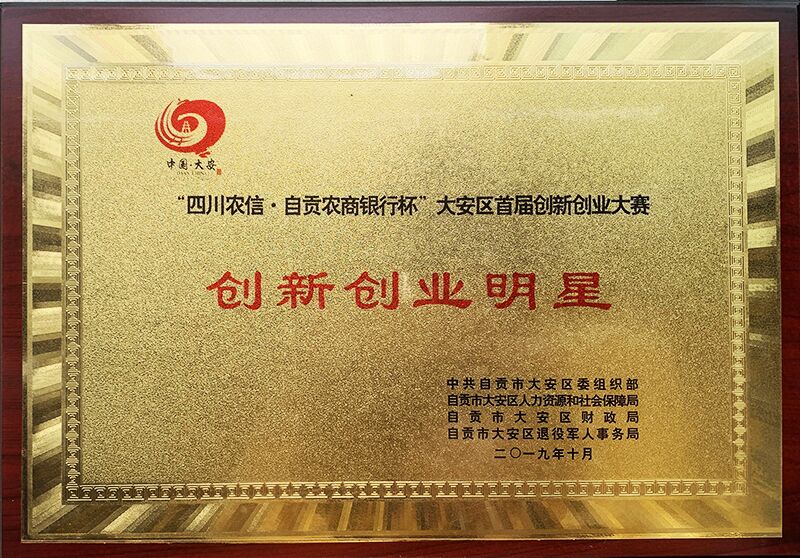 中国·大安
“四川农信·自贡农商银行杯”大安区首届创新创业大赛
创新创业明星
中共自贡市大安区委组织部
自贡市大安区人力资源和社会保障局
自贡市大安区财政局
自贡市大安区退役军人事务局
二〇一九年十月